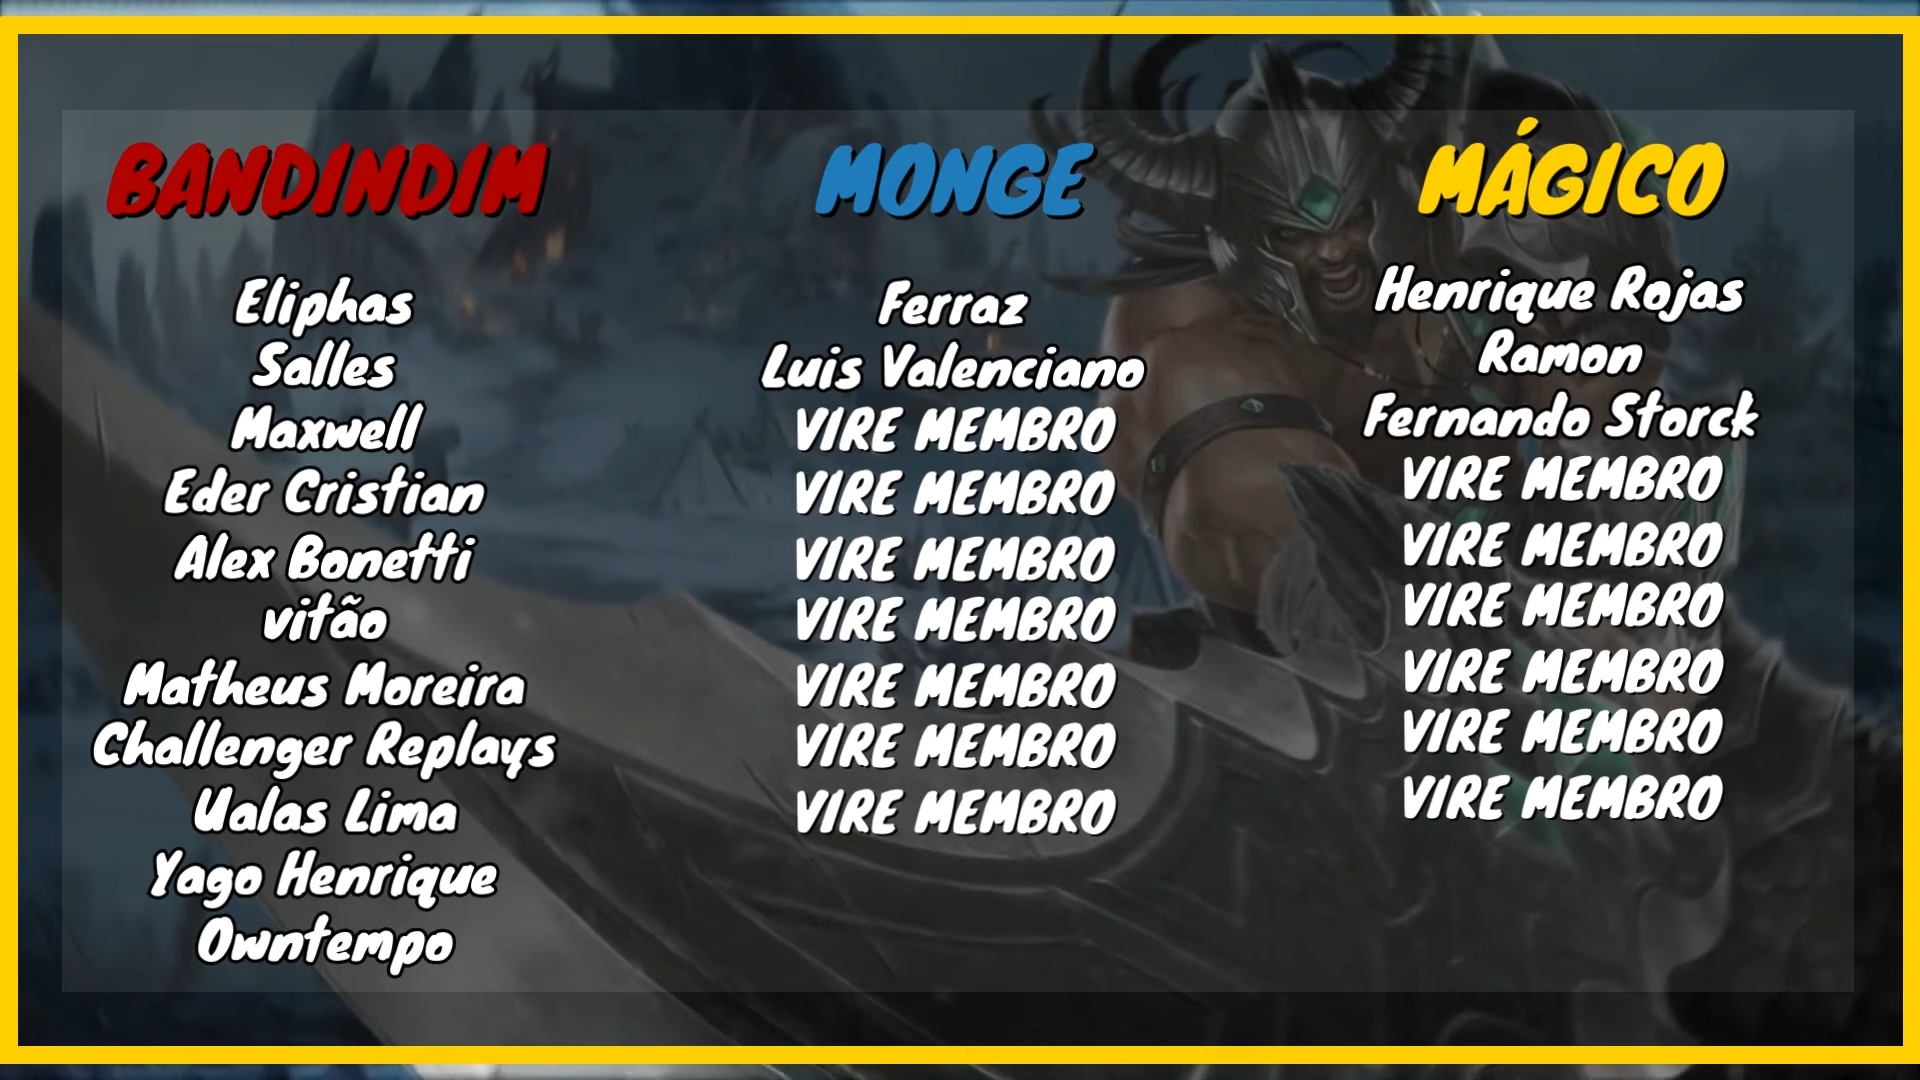 BANDINDIM
Eliphas
Salles
Maxwell
Eder Cristian
Alex Bonetti
vitão
Matheus Moreira
Challenger Replays
Ualas Lima
Yago Henrique
Owntempo
MONGE
Ferraz
Luis Valenciano
VIRE MEMBRO
VIRE MEMBRO
VIRE MEMBRO
VIRE MEMBRO
VIRE MEMBRO
VIRE MEMBRO
VIRE MEMBRO
MÁGICO
Henrique Rojas
Ramon
Fernando Storck
VIRE MEMBRO
VIRE MEMBRO
VIRE MEMBRO
VIRE MEMBRO
VIRE MEMBRO
VIRE MEMBRO